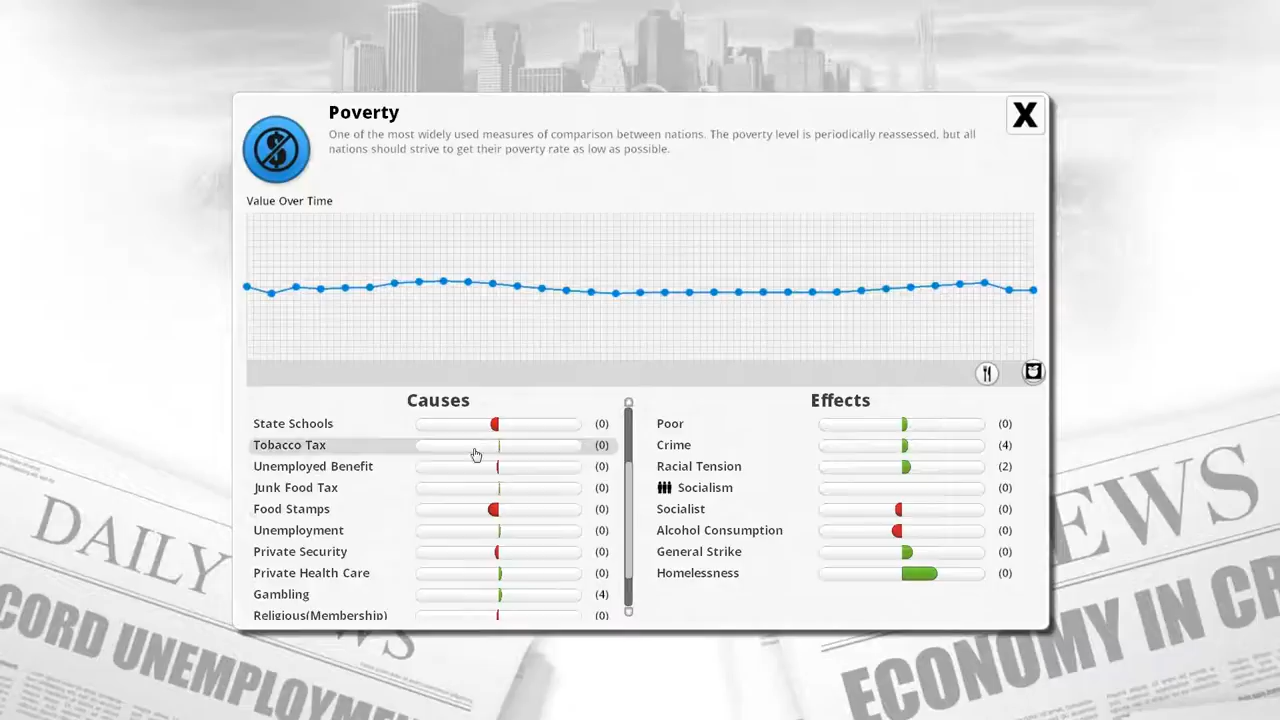 Poverty
X
One of the most widely used measures of comparison between nations. The poverty level is periodically reassessed, but all
nations should strive to get their poverty rate as low as possible.
Value Over Time
Causes
Effects
State Schools (0)
Poor (0)
Tobacco Tax (0)
Crime (4)
Unemployed Benefit (0)
Racial Tension (2)
Junk Food Tax (0)
Socialism (0)
Food Stamps (0)
Socialist (0)
Unemployment (0)
Alcohol Consumption (0)
Private Security (0)
General Strike (0)
Private Health Care (0)
Homelessness (0)
Gambling (4)
Religious(Membership) (0)
DAILY
NEWS
CORD UNEMPLOYM
ECONOMY IN CR